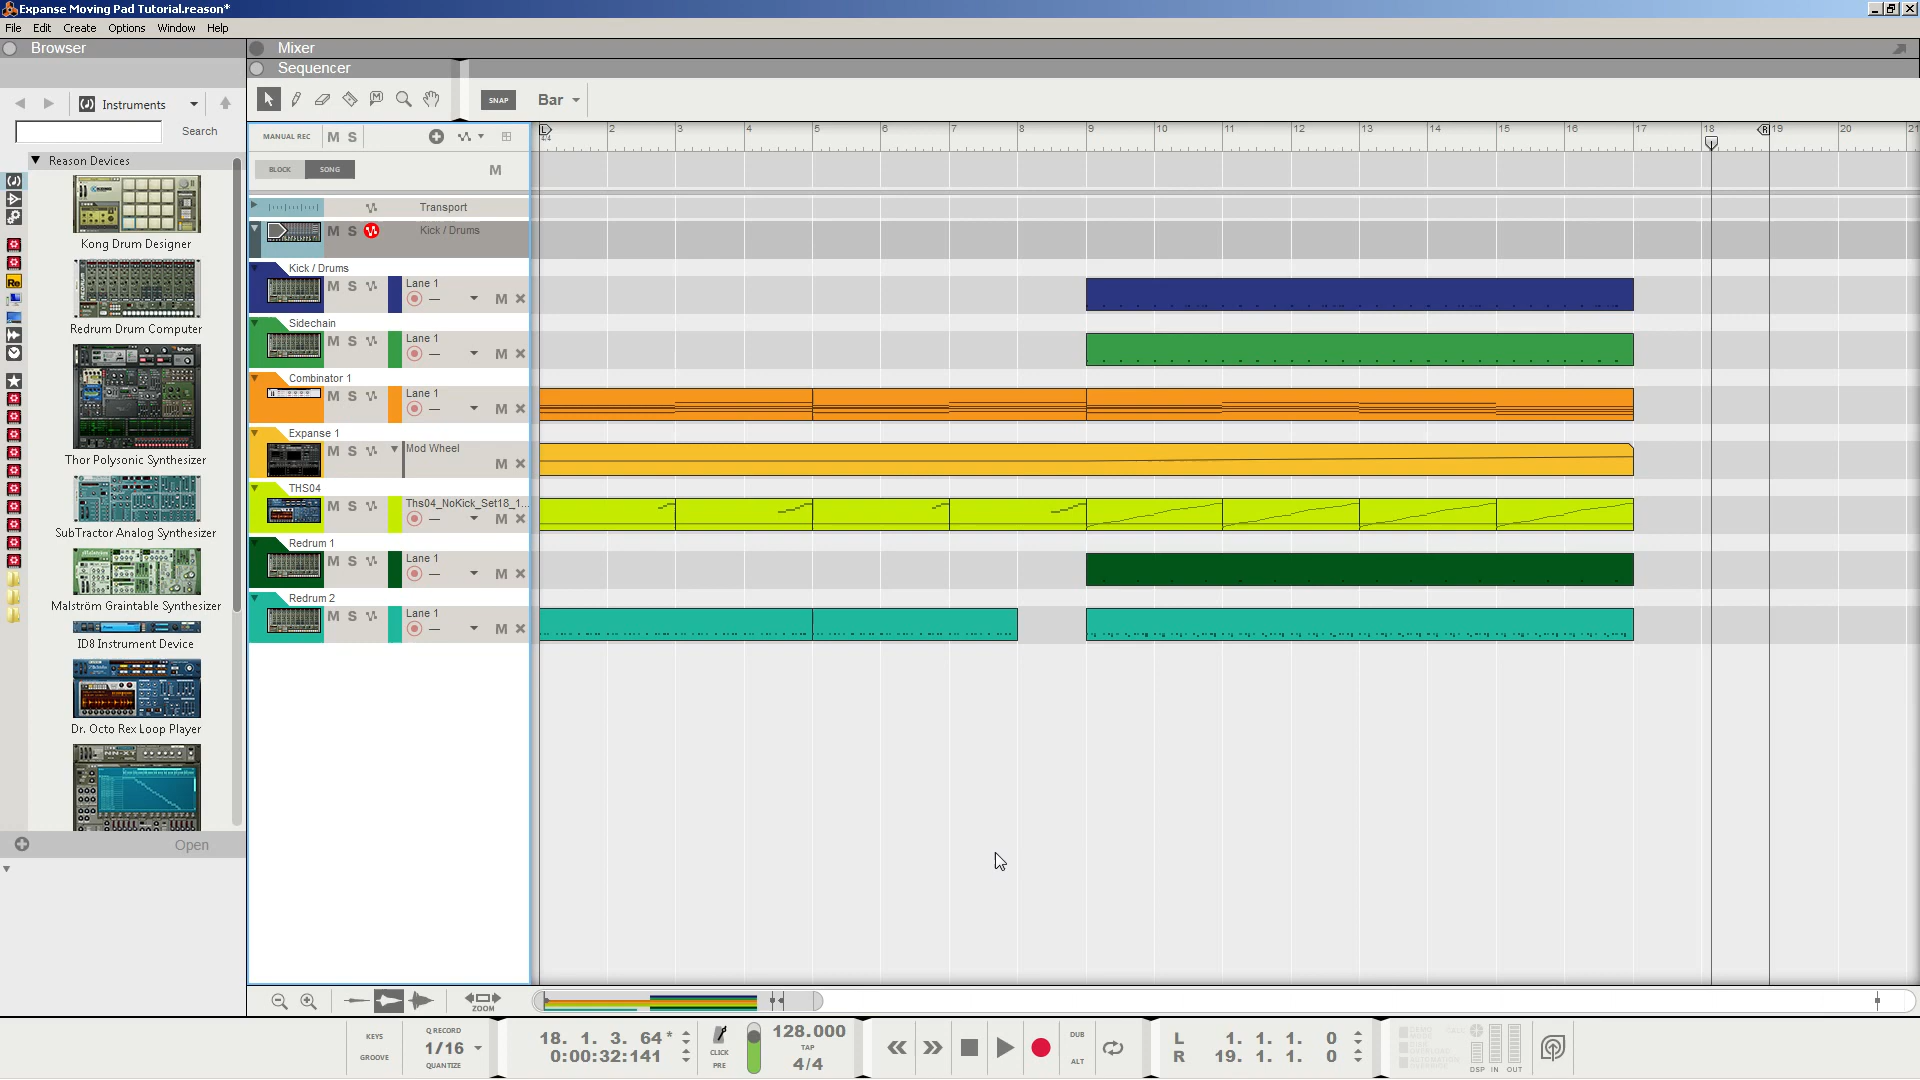 Expanse Moving Pad Tutorial.reason*
File Edit Create Options Window Help
Browser
Mixer
Sequencer
Instruments
SNAP
Bar
Search
MANUAL REC M S
BLOCK SONG M
2 3 4 5 6 7 8 9 10 11 12 13 14 15 16 17 18 19 20 21
L
4/4
R
Reason Devices
Kong Drum Designer
Redrum Drum Computer
Thor Polysonic Synthesizer
SubTractor Analog Synthesizer
Malström Graintable Synthesizer
ID8 Instrument Device
Dr. Octo Rex Loop Player
Open
Transport
M S Kick / Drums
Kick / Drums
M S Lane 1
M
Sidechain
M S Lane 1
M
Combinator 1
M S Lane 1
M
Expanse 1
M S Mod Wheel
M
THS04
M S Ths04_NoKick_Set18_1...
M
Redrum 1
M S Lane 1
M
Redrum 2
M S Lane 1
M
ZOOM
KEYS
GROOVE
Q RECORD
1/16
QUANTIZE
18. 1. 3. 64*
0:00:32:141
CLICK
PRE
128.000
TAP
4/4
DUB
ALT
L 1. 1. 1. 0
R 19. 1. 1. 0
DSP IN OUT